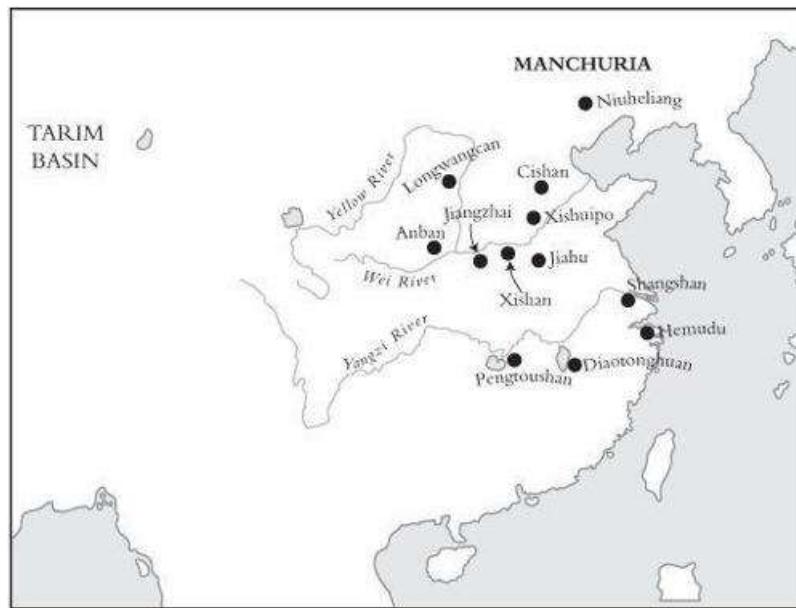 MANCHURIA
Niuheliang
TARIM
BASIN
Yellow River
Longwangcan
Cishan
Jiangzhai
Xishuipo
Anban
Jiahu
Wei River
Xishan
Shangshan
Yangzi River
Hemudu
Pengtoushan
Diaotonghuan